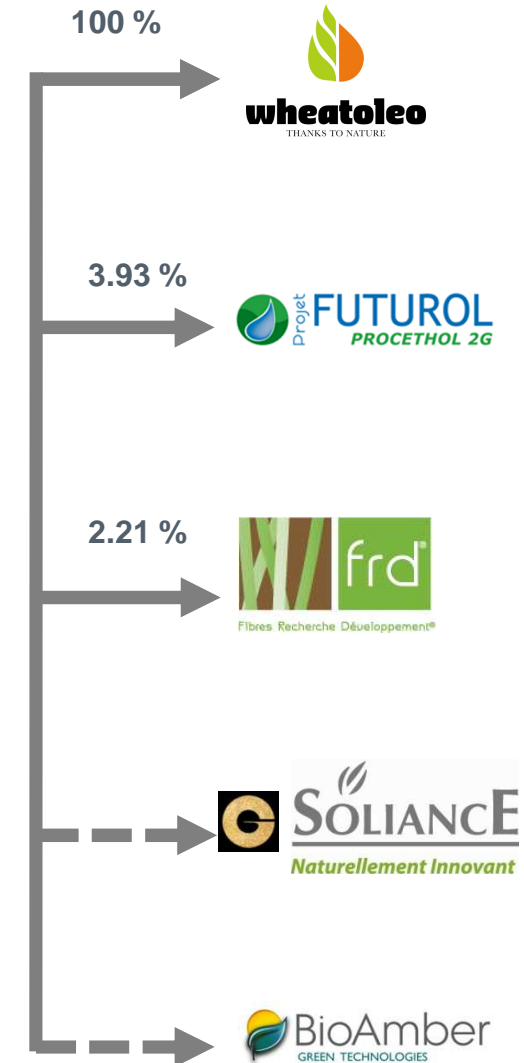 100 %
wheatoleo
THANKS TO NATURE
3.93 %
Projet FUTUROL
PROCETHOL 2G
2.21 %
frd®
Fibres Recherche Développement®
C SOLIANCE
Naturellement Innovant
BioAmber
GREEN TECHNOLOGIES